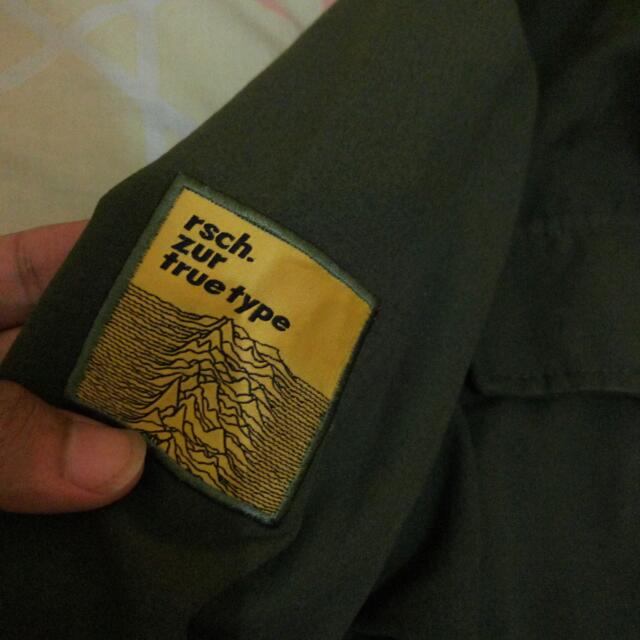 rsch.
zur
true type